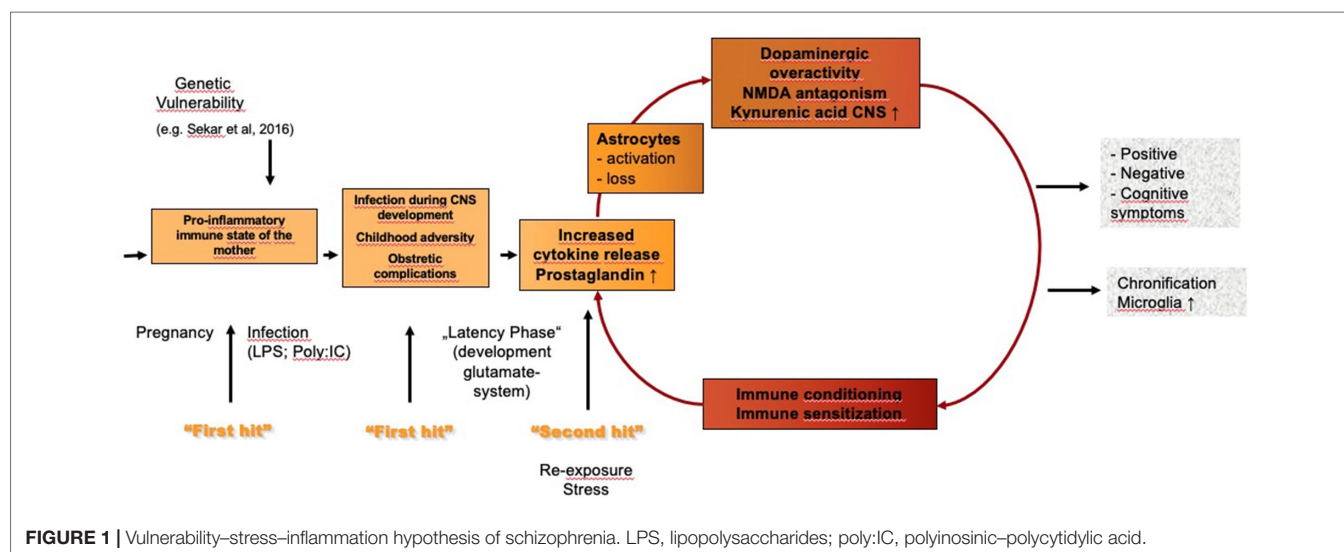 Genetic
Vulnerability
(e.g. Sekar et al, 2016)
Pro-inflammatory
immune state of the
mother
Infection during CNS
development
Childhood adversity
Obstretic
complications
Increased
cytokine release
Prostaglandin ↑
Astrocytes
- activation
- loss
Dopaminergic
overactivity
NMDA antagonism
Kynurenic acid CNS ↑
- Positive
- Negative
- Cognitive
symptoms
Chronification
Microglia ↑
Immune conditioning
Immune sensitization
Pregnancy
Infection
(LPS; Poly:IC)
„Latency Phase“
(development
glutamate-
system)
“First hit”
“First hit”
“Second hit”
Re-exposure
Stress
FIGURE 1 | Vulnerability–stress–inflammation hypothesis of schizophrenia. LPS, lipopolysaccharides; poly:IC, polyinosinic–polycytidylic acid.